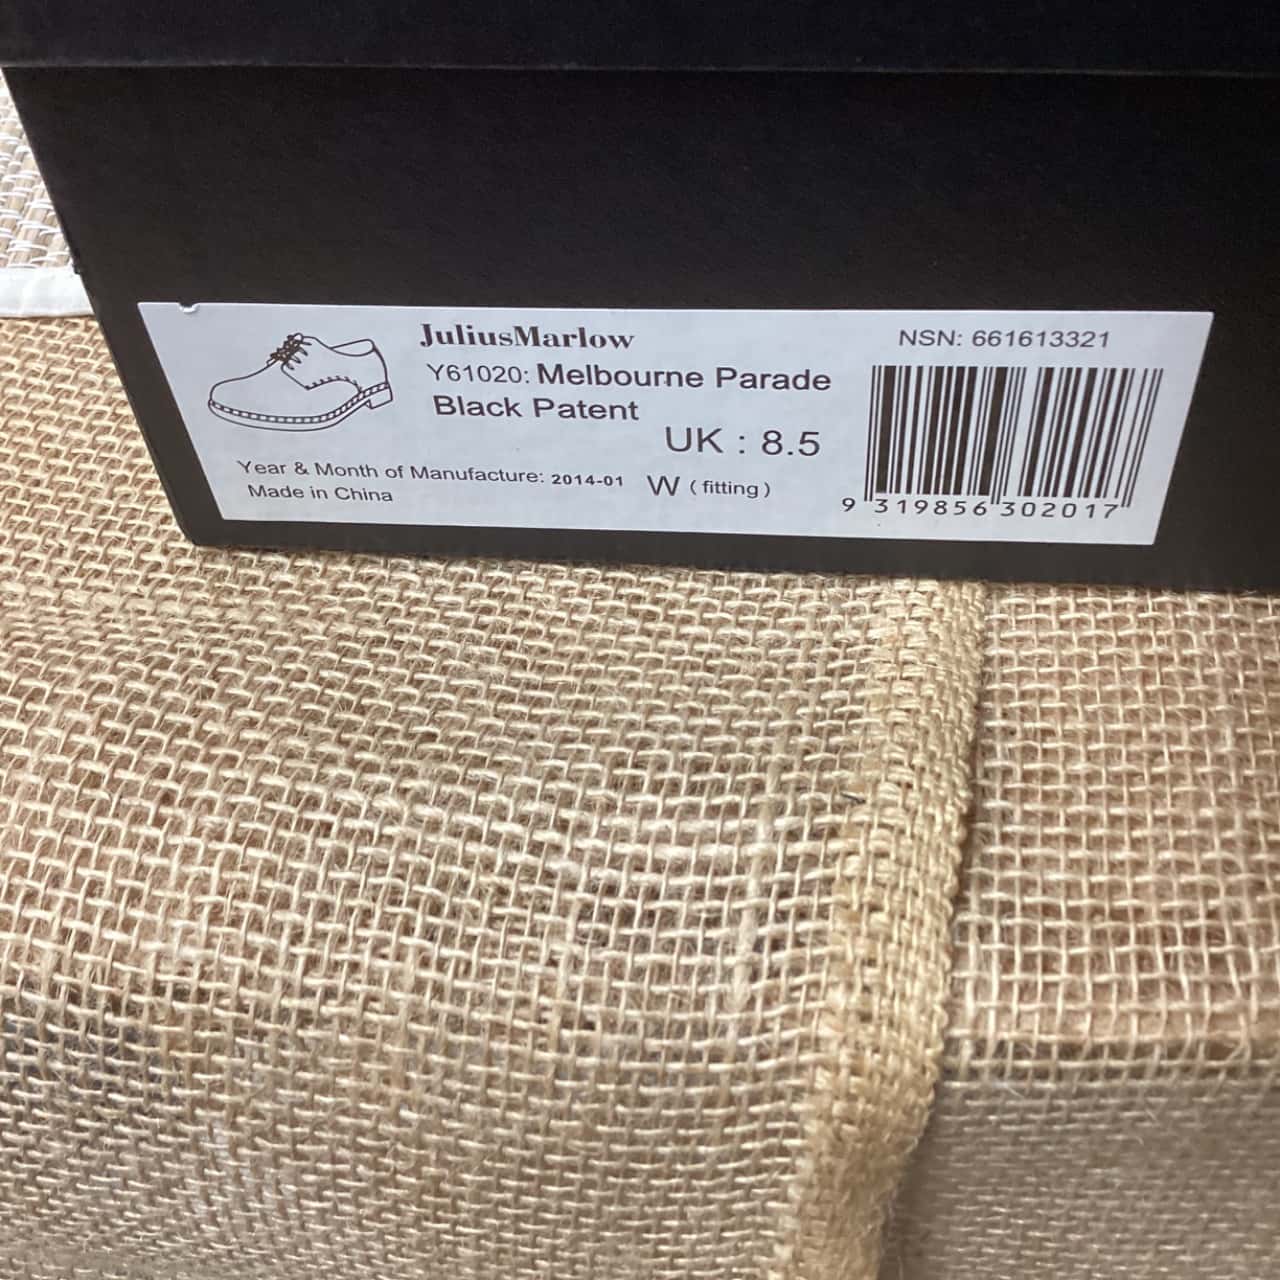 JuliusMarlow
Y61020: Melbourne Parade
Black Patent
UK : 8.5
Year & Month of Manufacture: 2014-01 W (fitting)
Made in China
NSN: 661613321
9 319856 302017